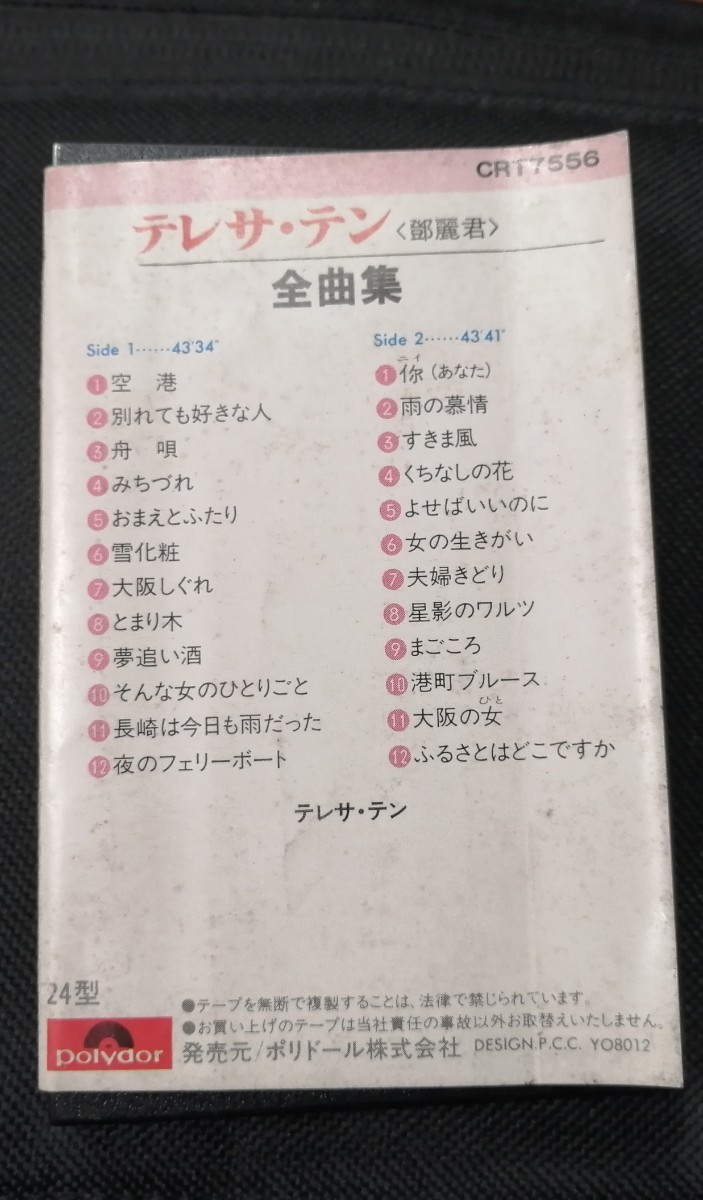 CRT7556
テレサ・テン〈鄧麗君〉
全曲集
Side 1……43'34"
1 空 港
2 別れても好きな人
3 舟 唄
4 みちづれ
5 おまえとふたり
6 雪化粧
7 大阪しぐれ
8 とまり木
9 夢追い酒
10 そんな女のひとりごと
11 長崎は今日も雨だった
12 夜のフェリーボート
Side 2……43'41"
ニイ
1 你（あなた）
2 雨の慕情
3 すきま風
4 くちなしの花
5 よせばいいのに
6 女の生きがい
7 夫婦きどり
8 星影のワルツ
9 まごころ
10 港町ブルース
ひと
11 大阪の女
12 ふるさとはどこですか
テレサ・テン
24型
●テープを無断で複製することは、法律で禁じられています。
●お買い上げのテープは当社責任の事故以外お取替えいたしません。
polydor
発売元/ポリドール株式会社 DESIGN.P.C.C. YO8012